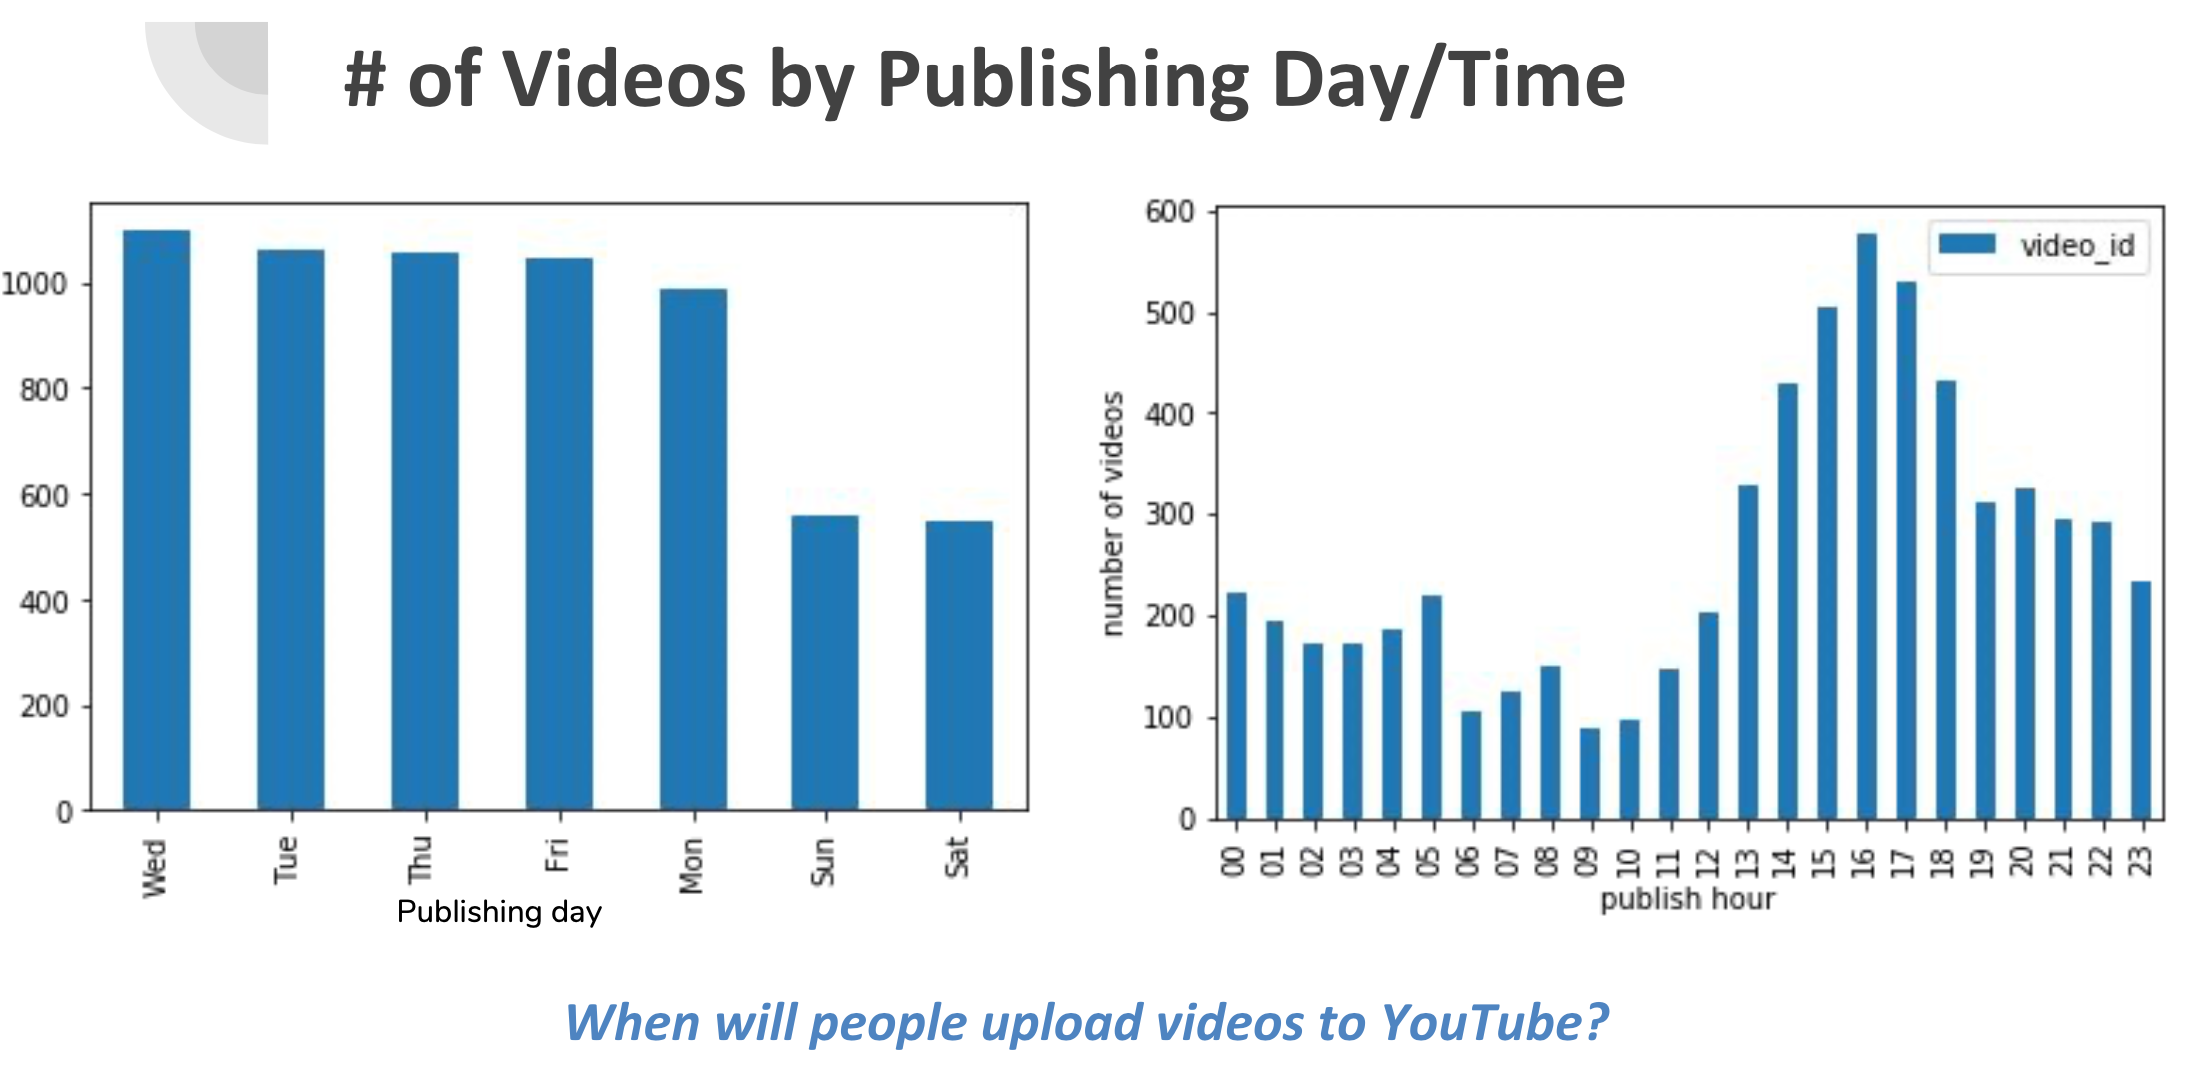 # of Videos by Publishing Day/Time
1000
800
600
400
200
0
Wed Tue Thu Fri Mon Sun Sat
Publishing day
600
500
400
300
200
100
0
number of videos
video_id
00 01 02 03 04 05 06 07 08 09 10 11 12 13 14 15 16 17 18 19 20 21 22 23
publish hour
When will people upload videos to YouTube?